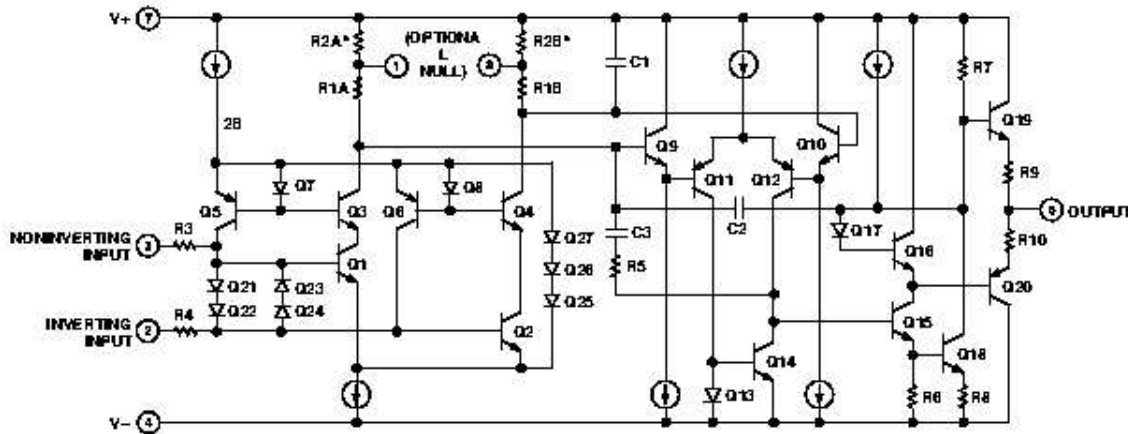 V+ 7
R2A*
(OPTIONA
L
NULL)
1
8
R2B*
R1A
R1B
C1
R7
2B
Q9
Q10
Q19
Q11
Q12
R9
Q7
Q8
Q5
Q3
Q6
Q4
6 OUTPUT
R3
NONINVERTING
INPUT
3
C3
C2
Q17
Q16
R10
Q27
Q1
R5
Q26
Q21
Q23
Q20
Q22
Q24
Q25
R4
INVERTING
INPUT
2
Q2
Q15
Q14
Q18
Q13
R6
R8
V− 4